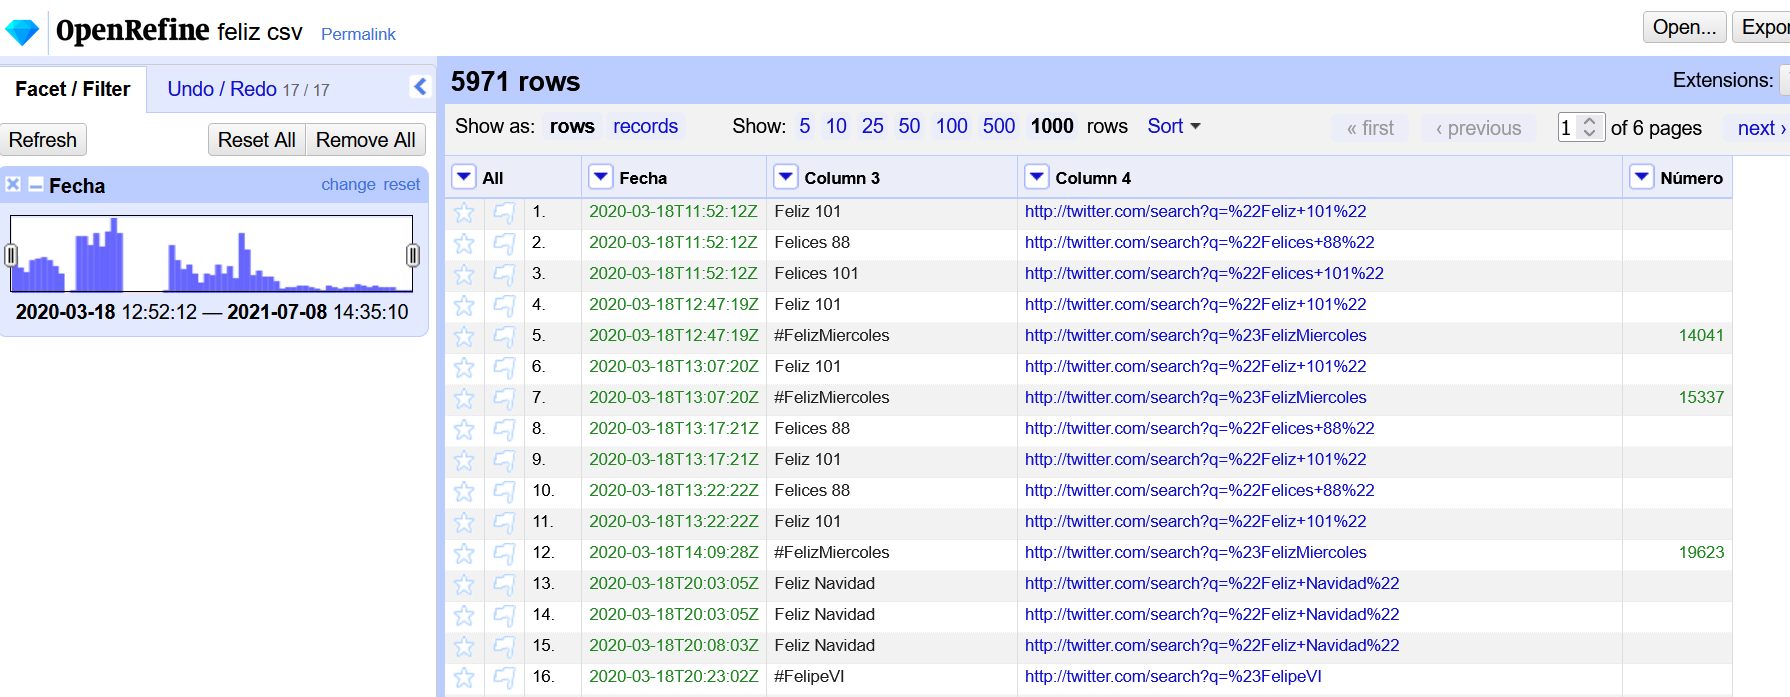 OpenRefine feliz csv Permalink Open... Expor
Facet / Filter Undo / Redo 17 / 17
Refresh Reset All Remove All
Fecha change reset
2020-03-18 12:52:12 — 2021-07-08 14:35:10
5971 rows Extensions:
Show as: rows records Show: 5 10 25 50 100 500 1000 rows Sort « first ‹ previous 1 of 6 pages next ›
All Fecha Column 3 Column 4 Número
1. 2020-03-18T11:52:12Z Feliz 101 http://twitter.com/search?q=%22Feliz+101%22
2. 2020-03-18T11:52:12Z Felices 88 http://twitter.com/search?q=%22Felices+88%22
3. 2020-03-18T11:52:12Z Felices 101 http://twitter.com/search?q=%22Felices+101%22
4. 2020-03-18T12:47:19Z Feliz 101 http://twitter.com/search?q=%22Feliz+101%22
5. 2020-03-18T12:47:19Z #FelizMiercoles http://twitter.com/search?q=%23FelizMiercoles 14041
6. 2020-03-18T13:07:20Z Feliz 101 http://twitter.com/search?q=%22Feliz+101%22
7. 2020-03-18T13:07:20Z #FelizMiercoles http://twitter.com/search?q=%23FelizMiercoles 15337
8. 2020-03-18T13:17:21Z Felices 88 http://twitter.com/search?q=%22Felices+88%22
9. 2020-03-18T13:17:21Z Feliz 101 http://twitter.com/search?q=%22Feliz+101%22
10. 2020-03-18T13:22:22Z Felices 88 http://twitter.com/search?q=%22Felices+88%22
11. 2020-03-18T13:22:22Z Feliz 101 http://twitter.com/search?q=%22Feliz+101%22
12. 2020-03-18T14:09:28Z #FelizMiercoles http://twitter.com/search?q=%23FelizMiercoles 19623
13. 2020-03-18T20:03:05Z Feliz Navidad http://twitter.com/search?q=%22Feliz+Navidad%22
14. 2020-03-18T20:03:05Z Feliz Navidad http://twitter.com/search?q=%22Feliz+Navidad%22
15. 2020-03-18T20:08:03Z Feliz Navidad http://twitter.com/search?q=%22Feliz+Navidad%22
16. 2020-03-18T20:23:02Z #FelipeVI http://twitter.com/search?q=%23FelipeVI